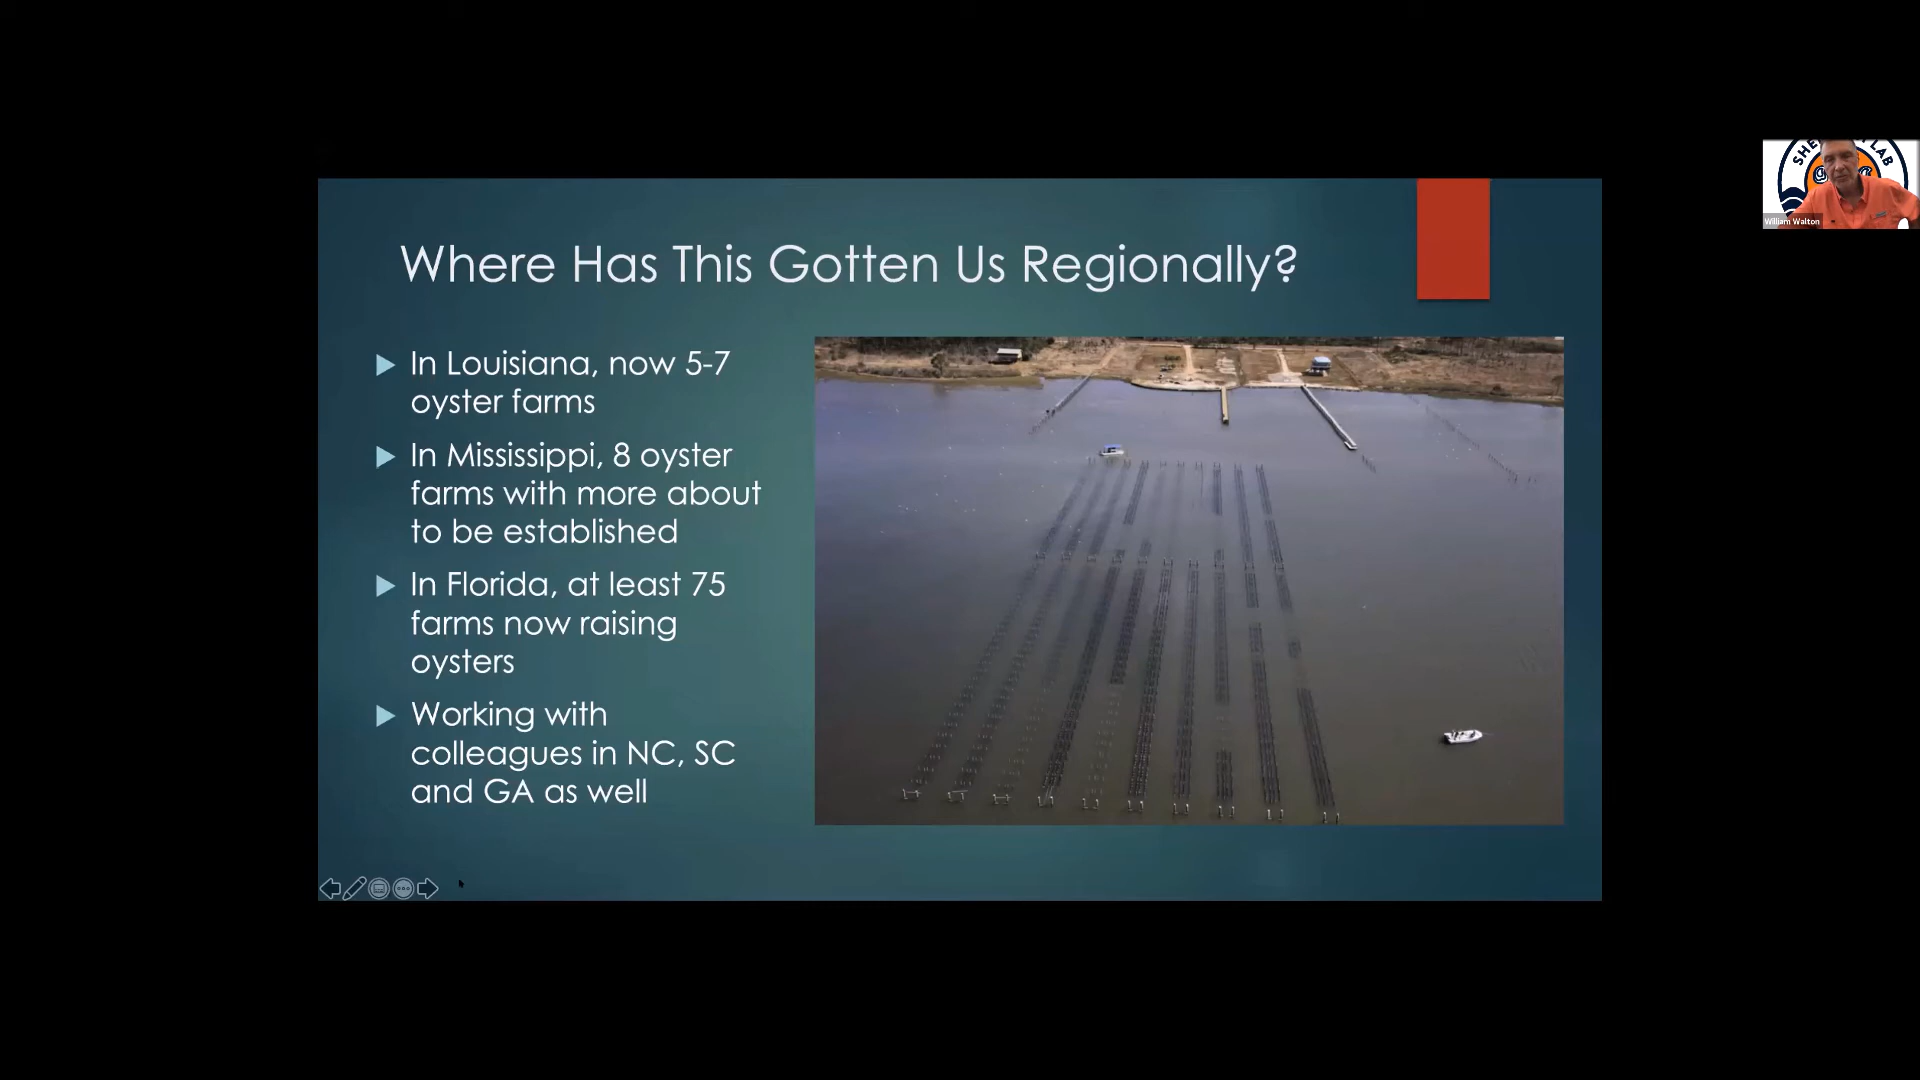 Where Has This Gotten Us Regionally?
In Louisiana, now 5-7
oyster farms
In Mississippi, 8 oyster
farms with more about
to be established
In Florida, at least 75
farms now raising
oysters
Working with
colleagues in NC, SC
and GA as well
LAB
William Walton